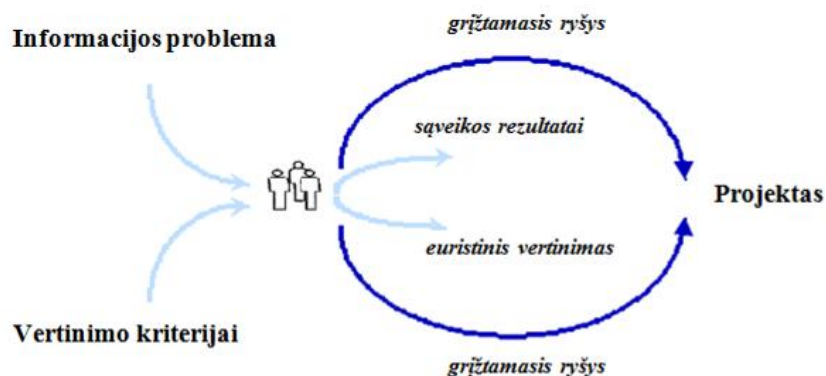 grįžtamasis ryšys
Informacijos problema
sąveikos rezultatai
Projektas
euristinis vertinimas
Vertinimo kriterijai
grįžtamasis ryšys